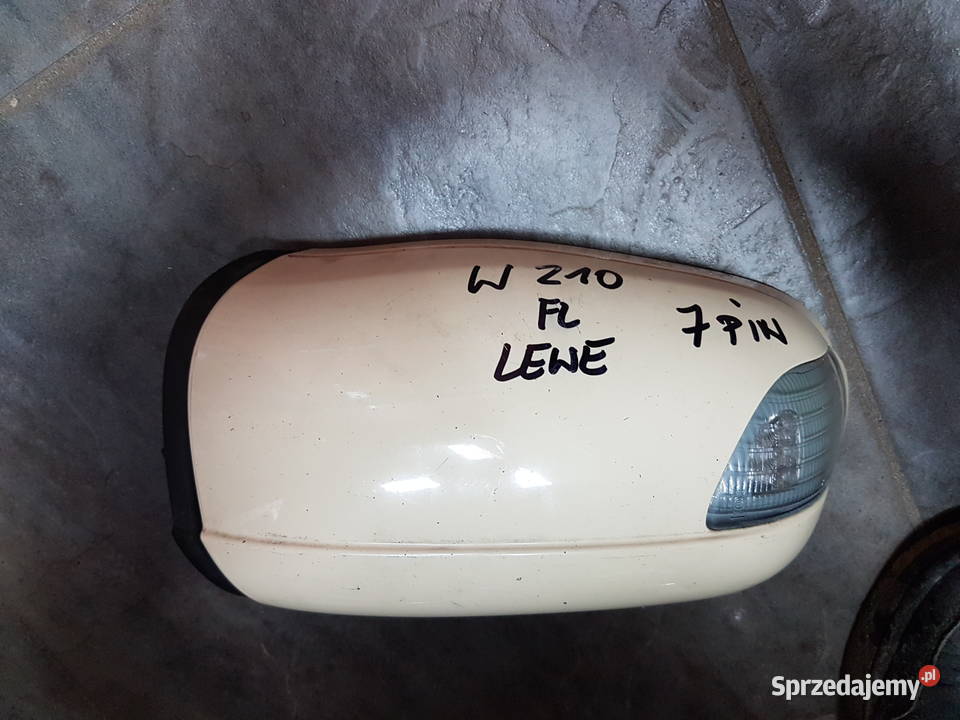 W 210
FL
LEWE
7 PIN
Sprzedajemy.pl